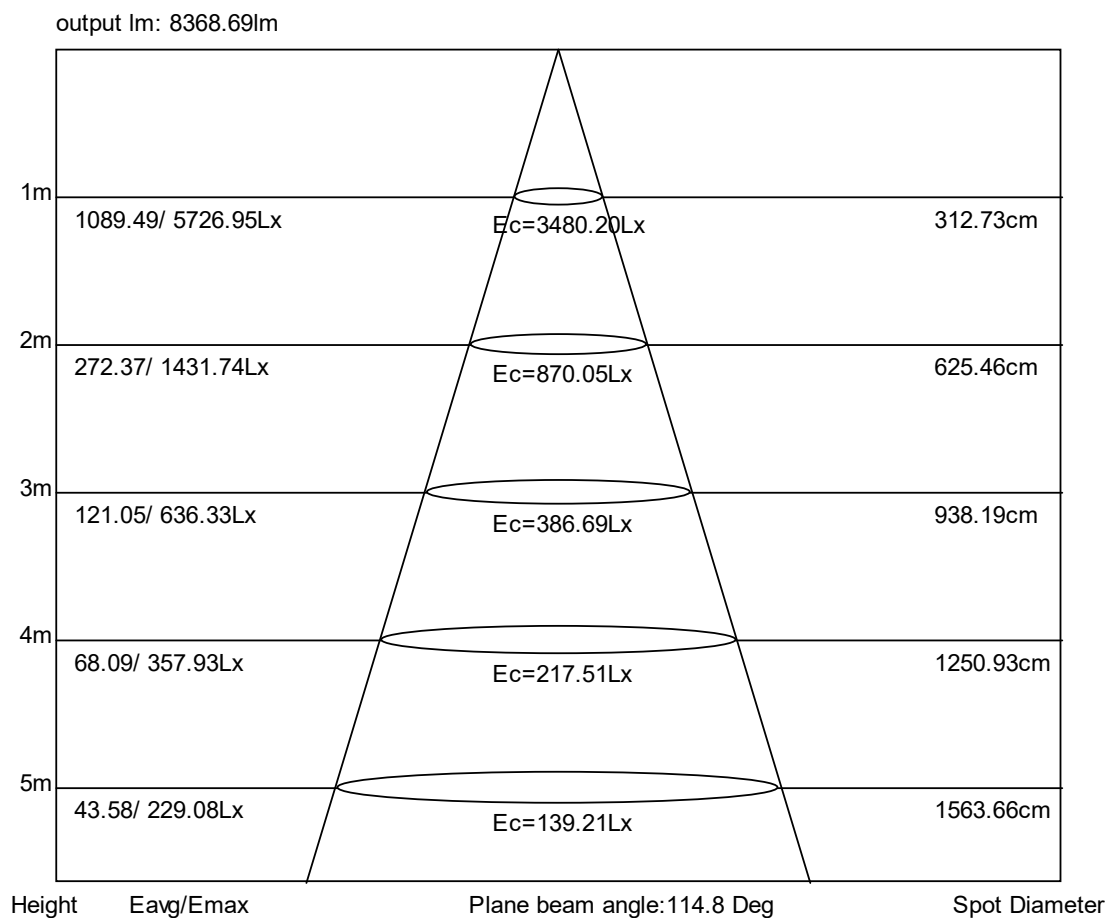 output lm: 8368.69lm
1m
1089.49/ 5726.95Lx
Ec=3480.20Lx
312.73cm
2m
272.37/ 1431.74Lx
Ec=870.05Lx
625.46cm
3m
121.05/ 636.33Lx
Ec=386.69Lx
938.19cm
4m
68.09/ 357.93Lx
Ec=217.51Lx
1250.93cm
5m
43.58/ 229.08Lx
Ec=139.21Lx
1563.66cm
Height Eavg/Emax Plane beam angle:114.8 Deg Spot Diameter